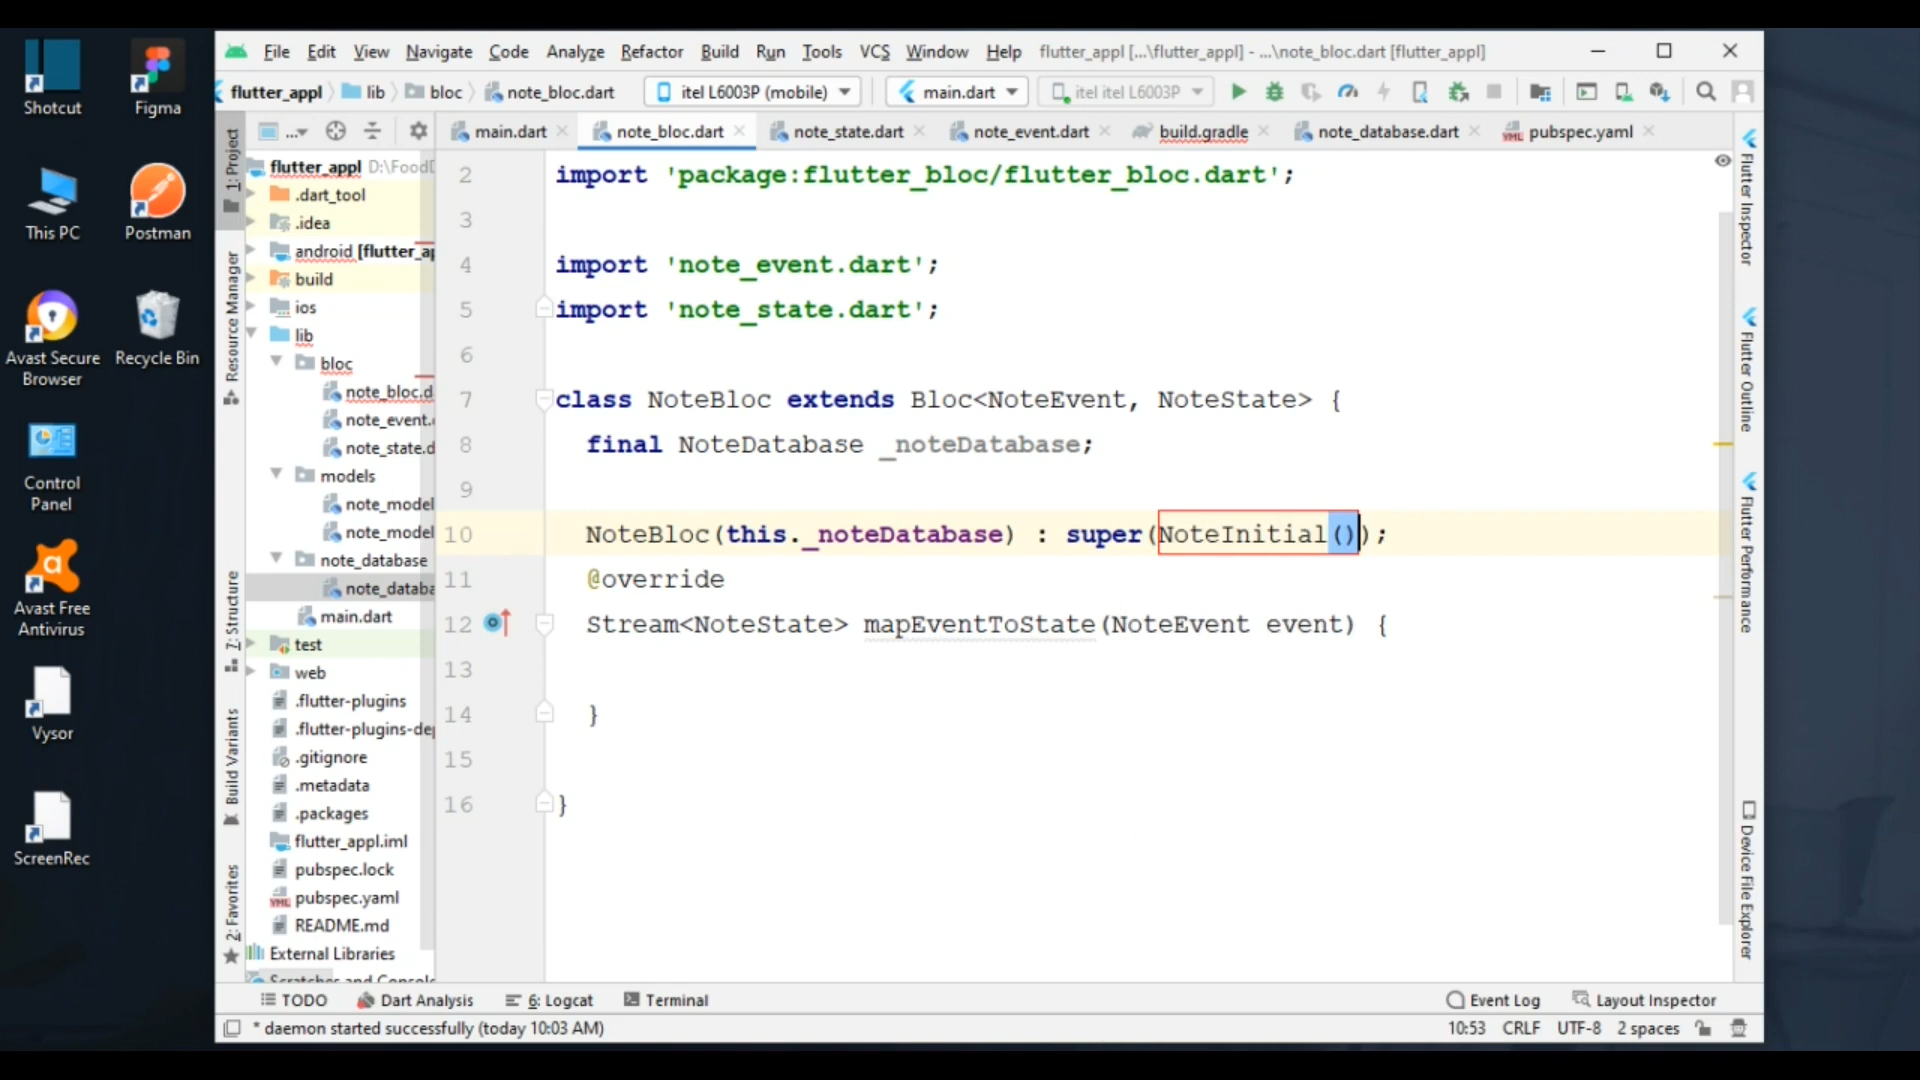 Shotcut
Figma
This PC
Postman
Avast Secure Browser
Recycle Bin
Control Panel
Avast Free Antivirus
Vysor
ScreenRec
File Edit View Navigate Code Analyze Refactor Build Run Tools VCS Window Help flutter_appl [...\flutter_appl] - ...\note_bloc.dart [flutter_appl]
flutter_appl lib bloc note_bloc.dart itel L6003P (mobile) main.dart itel itel L6003P
... main.dart note_bloc.dart note_state.dart note_event.dart build.gradle note_database.dart pubspec.yaml
1: Project
Resource Manager
7: Structure
Build Variants
2: Favorites
flutter_appl D:\Food
.dart_tool
.idea
android [flutter_a
build
ios
lib
bloc
note_bloc.d
note_event.
note_state.d
models
note_model
note_model
note_database
note_databa
main.dart
test
web
.flutter-plugins
.flutter-plugins-de
.gitignore
.metadata
.packages
flutter_appl.iml
pubspec.lock
pubspec.yaml
README.md
External Libraries
Scratches and Console
2 import 'package:flutter_bloc/flutter_bloc.dart';
3
4 import 'note_event.dart';
5 import 'note_state.dart';
6
7 class NoteBloc extends Bloc<NoteEvent, NoteState> {
8 final NoteDatabase _noteDatabase;
9
10 NoteBloc(this._noteDatabase) : super(NoteInitial());
11 @override
12 Stream<NoteState> mapEventToState(NoteEvent event) {
13
14 }
15
16 }
Flutter Inspector
Flutter Outline
Flutter Performance
Device File Explorer
TODO Dart Analysis 6: Logcat Terminal Event Log Layout Inspector
* daemon started successfully (today 10:03 AM) 10:53 CRLF UTF-8 2 spaces